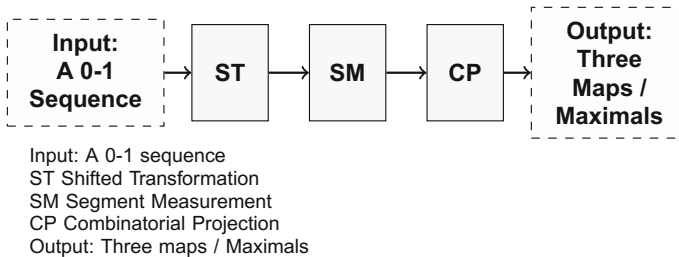 Input:
A 0-1
Sequence
ST
SM
CP
Output:
Three
Maps /
Maximals
Input: A 0-1 sequence
ST Shifted Transformation
SM Segment Measurement
CP Combinatorial Projection
Output: Three maps / Maximals